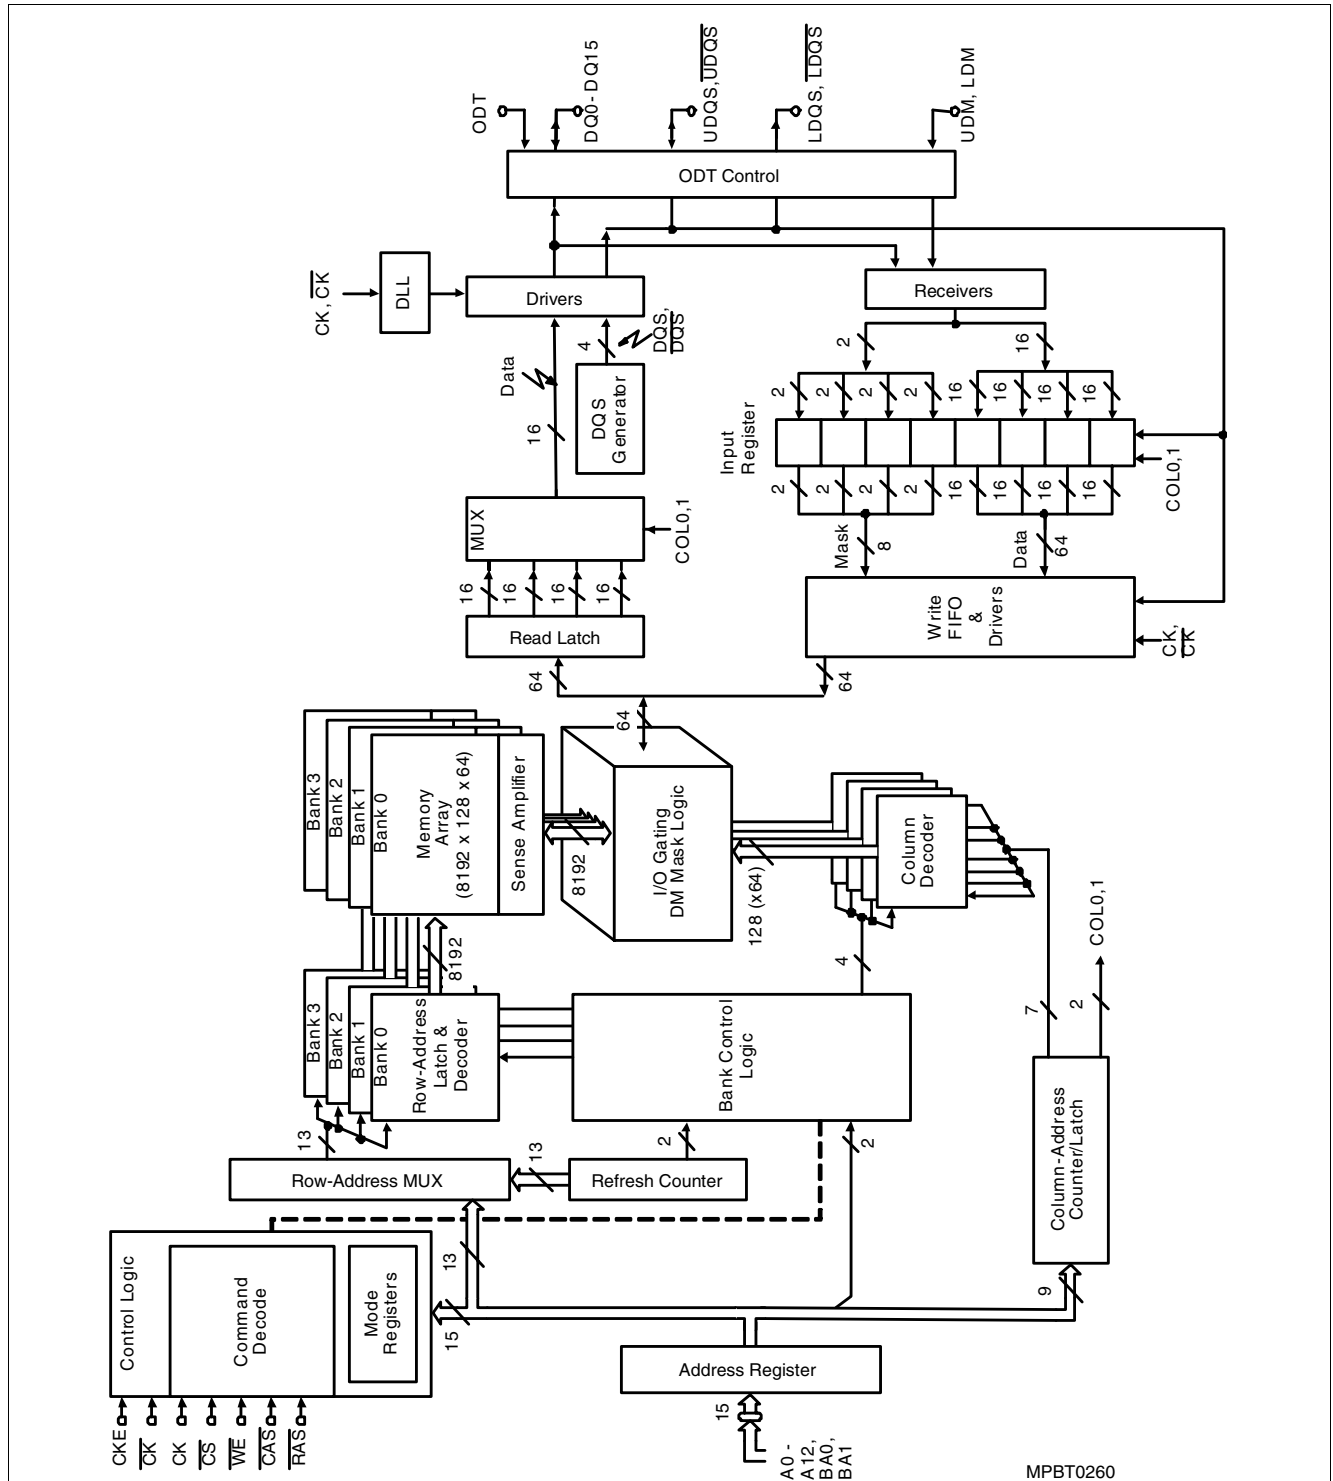 ODT
DQ0 - DQ15
UDQS, UDQS
LDQS, LDQS
UDM, LDM
ODT Control
CK, CK
DLL
Drivers
Receivers
DQS,
DQS
4
2
16
Data
16
DQS
Generator
2
2
2
2
16
16
16
16
Input
Register
COL0,1
2
2
2
2
16
16
16
16
MUX
COL0,1
Mask
8
Data
64
16
16
16
16
Read Latch
Write
FIFO
&
Drivers
CK,
CK
64
64
64
Bank 3
Bank 2
Bank 1
Bank 0
Memory
Array
(8192 x 128 x 64)
Sense Amplifier
8192
I/O Gating
DM Mask Logic
128 (x64)
Column
Decoder
8192
4
COL0,1
7
2
Bank 3
Bank 2
Bank 1
Bank 0
Row-Address
Latch &
Decoder
Bank Control
Logic
13
2
2
13
Row-Address MUX
Refresh Counter
Column-Address
Counter/Latch
Control Logic
Command
Decode
Mode
Registers
13
15
9
Address Register
CKE
CK
CK
CS
WE
CAS
RAS
15
A0 -
A12,
BA0,
BA1
MPBT0260